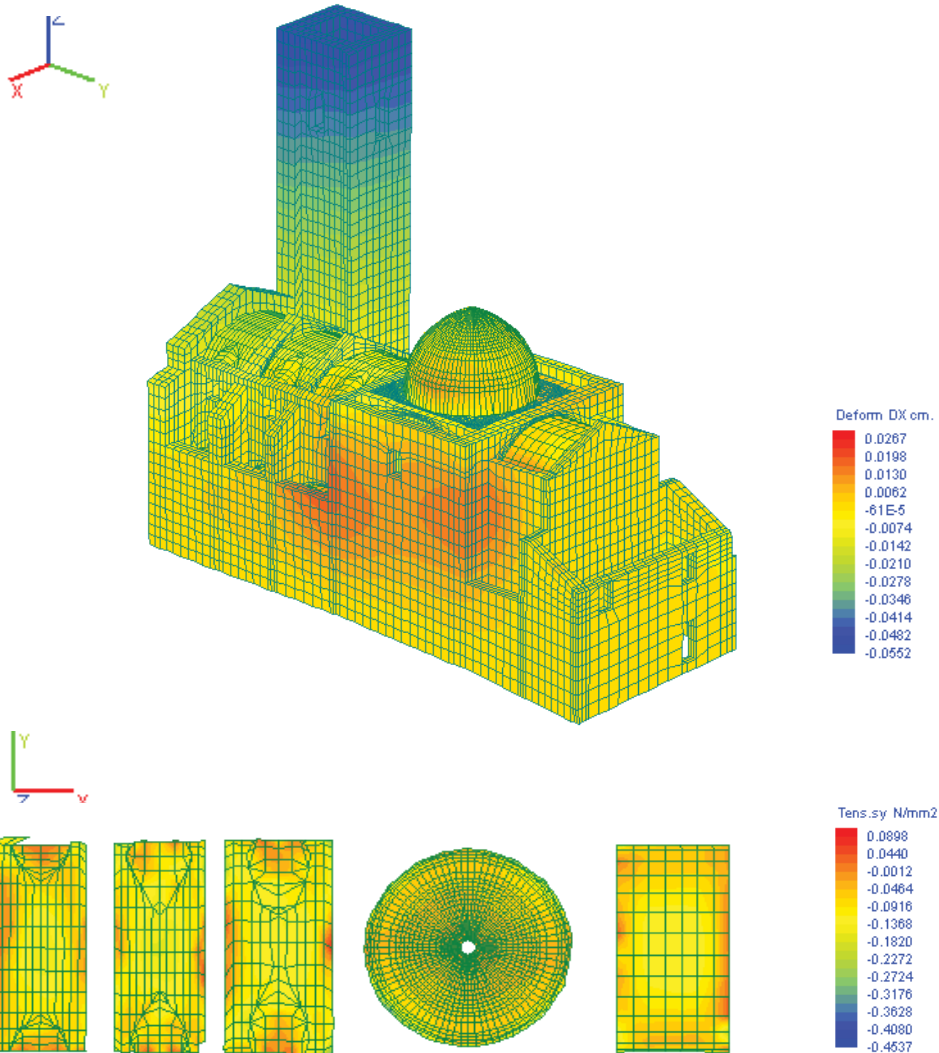 Z
X
Y
Deform DX cm.
0.0267
0.0198
0.0130
0.0062
-61E-5
-0.0074
-0.0142
-0.0210
-0.0278
-0.0346
-0.0414
-0.0482
-0.0552
Y
Z
X
Tens.sy N/mm2
0.0898
0.0440
-0.0012
-0.0464
-0.0916
-0.1368
-0.1820
-0.2272
-0.2724
-0.3176
-0.3628
-0.4080
-0.4537